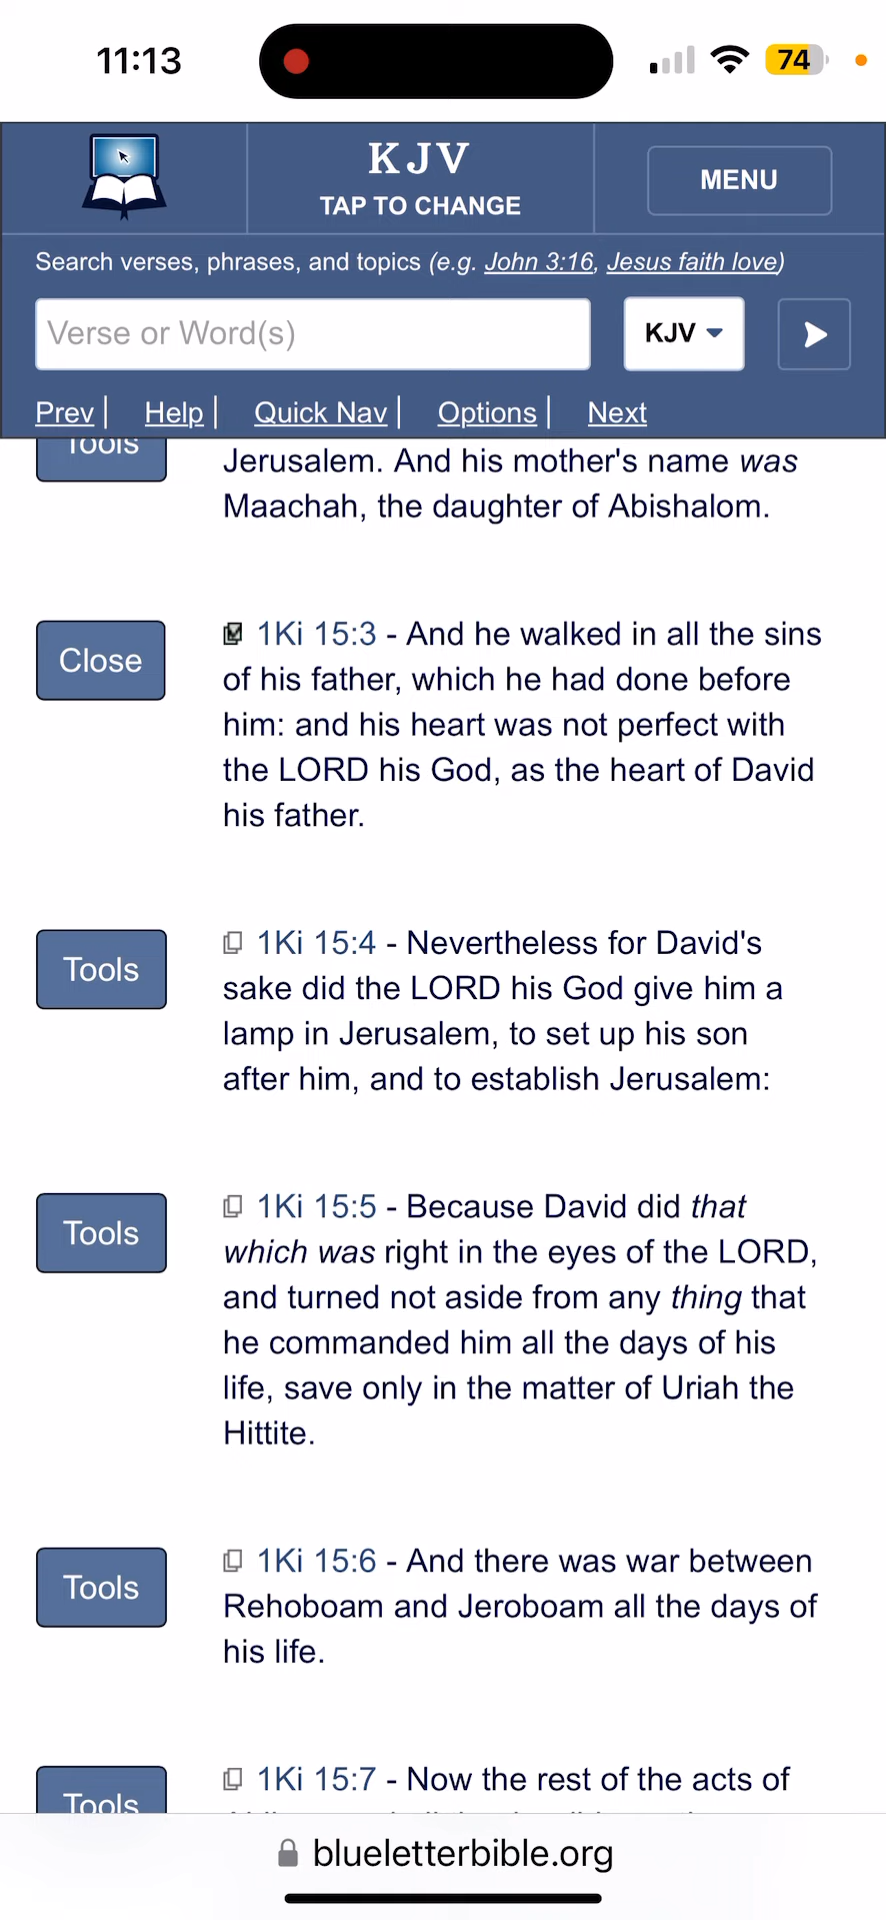 11:13
74
KJV
TAP TO CHANGE
MENU
Search verses, phrases, and topics (e.g. John 3:16, Jesus faith love)
Verse or Word(s)
KJV
Prev | Help | Quick Nav | Options | Next
Tools
Jerusalem. And his mother's name was
Maachah, the daughter of Abishalom.
Close
1Ki 15:3 - And he walked in all the sins
of his father, which he had done before
him: and his heart was not perfect with
the LORD his God, as the heart of David
his father.
Tools
1Ki 15:4 - Nevertheless for David's
sake did the LORD his God give him a
lamp in Jerusalem, to set up his son
after him, and to establish Jerusalem:
Tools
1Ki 15:5 - Because David did that
which was right in the eyes of the LORD,
and turned not aside from any thing that
he commanded him all the days of his
life, save only in the matter of Uriah the
Hittite.
Tools
1Ki 15:6 - And there was war between
Rehoboam and Jeroboam all the days of
his life.
Tools
1Ki 15:7 - Now the rest of the acts of
blueletterbible.org